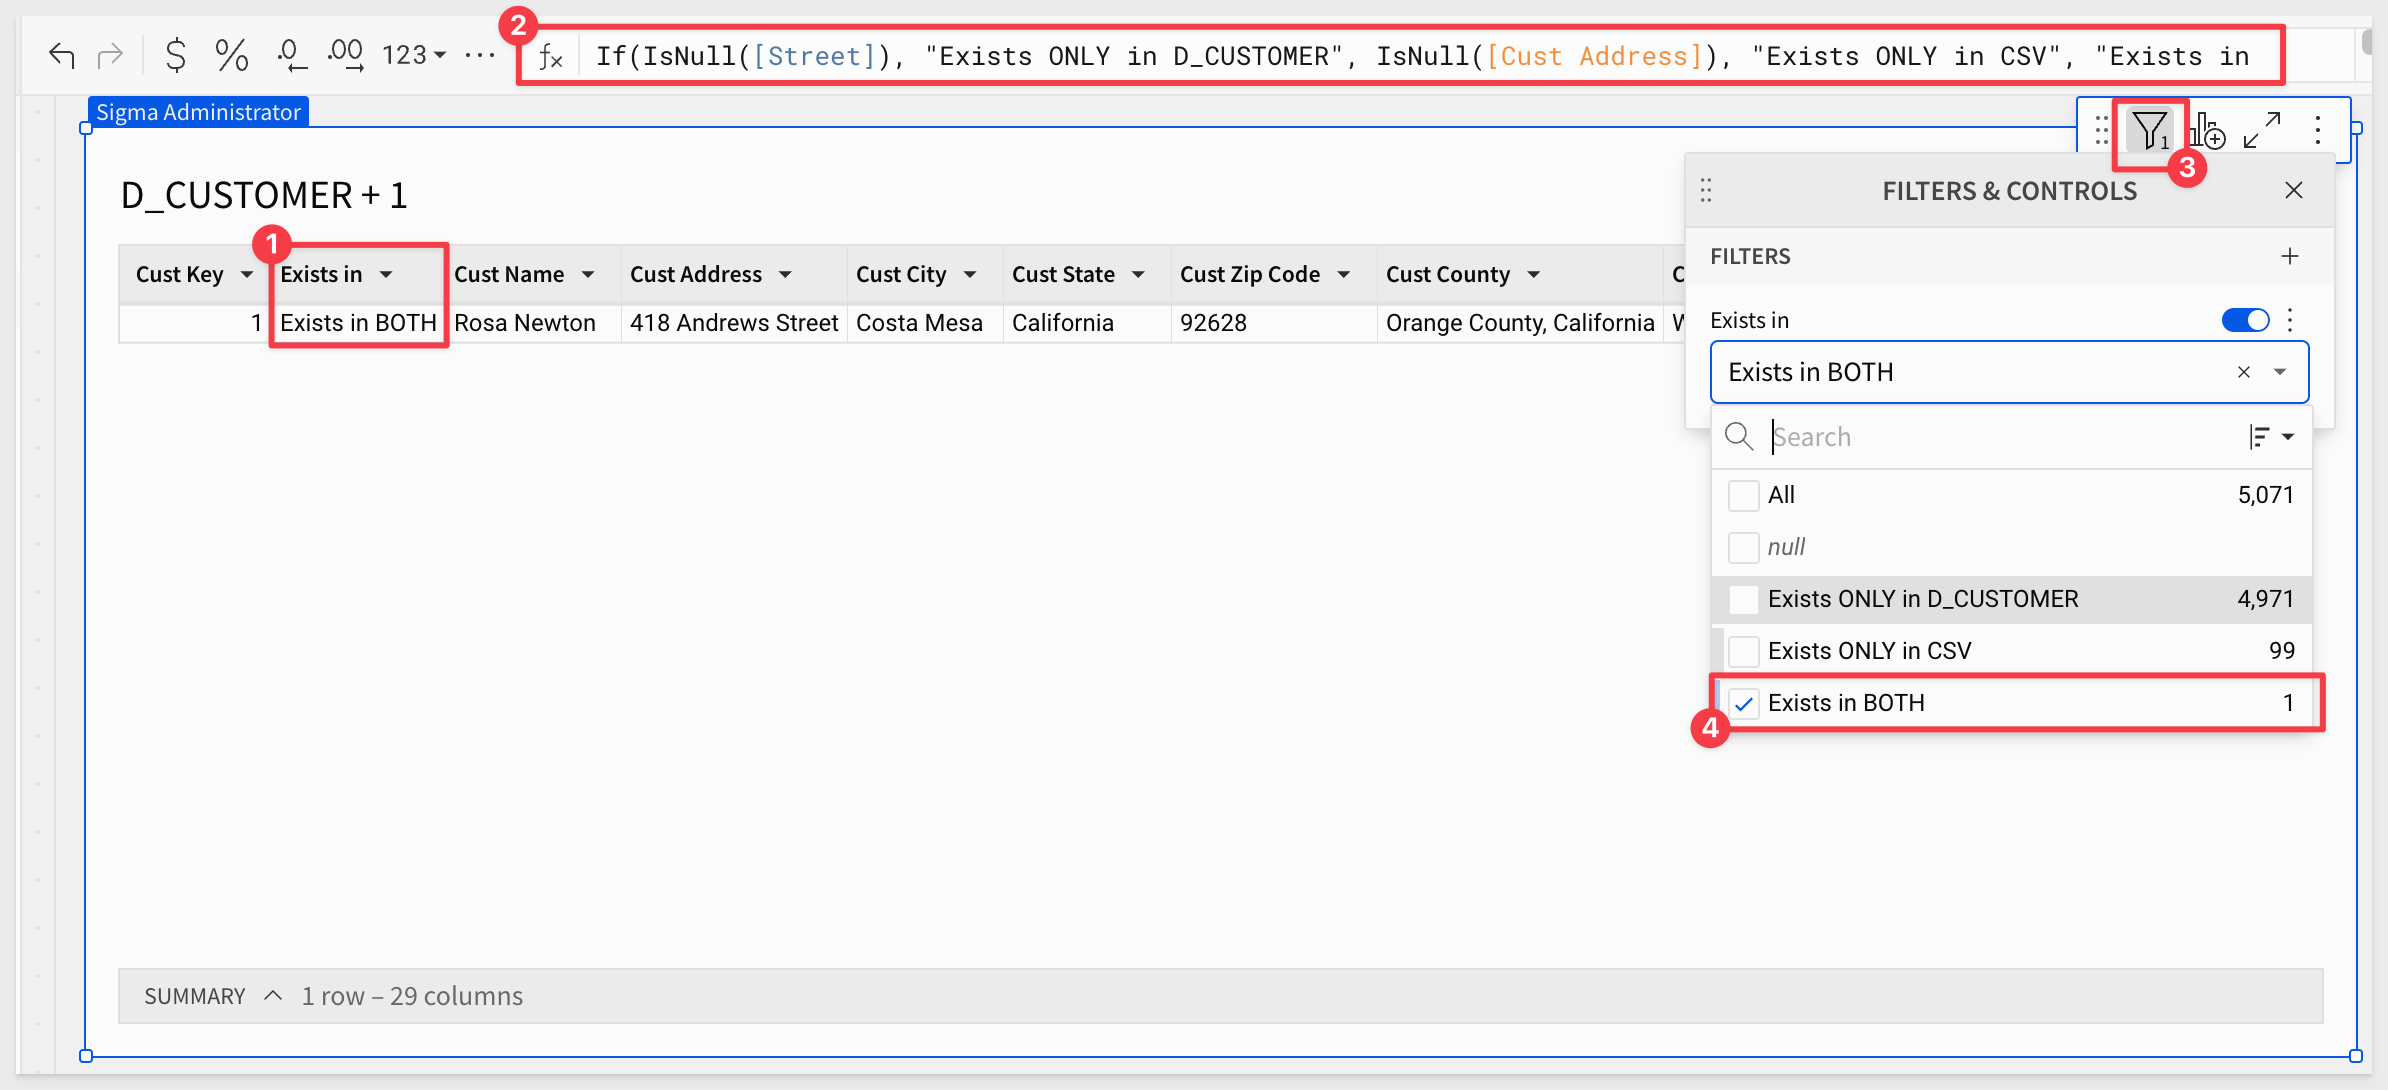 2
$ % .0 .00 123 ... fx If(IsNull([Street]), "Exists ONLY in D_CUSTOMER", IsNull([Cust Address]), "Exists ONLY in CSV", "Exists in
Sigma Administrator
1
3
D_CUSTOMER + 1
FILTERS & CONTROLS
1
Cust Key Exists in Cust Name Cust Address Cust City Cust State Cust Zip Code Cust County
1 Exists in BOTH Rosa Newton 418 Andrews Street Costa Mesa California 92628 Orange County, California
FILTERS
Exists in
Exists in BOTH
Search
All 5,071
null
Exists ONLY in D_CUSTOMER 4,971
Exists ONLY in CSV 99
Exists in BOTH 1
4
SUMMARY 1 row – 29 columns